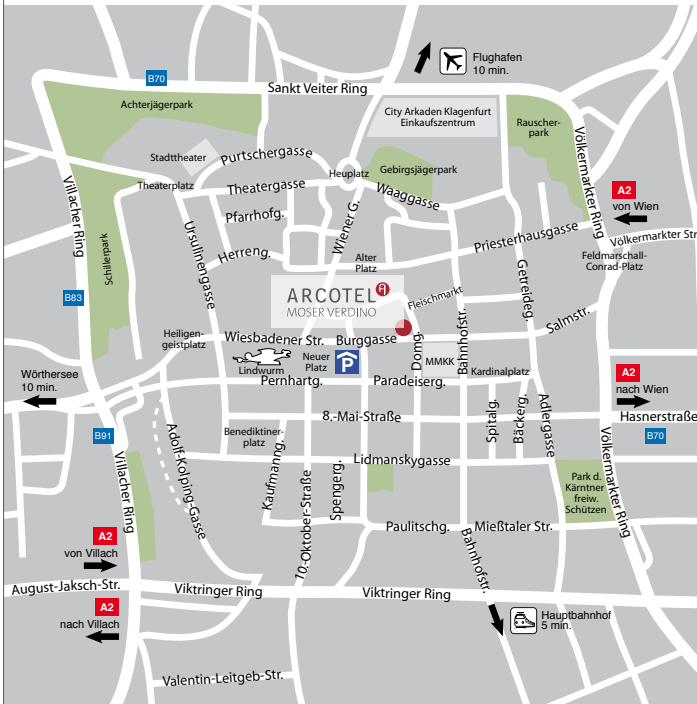 Flughafen
10 min.
B70
Sankt Veiter Ring
Achterjägerpark
City Arkaden Klagenfurt
Einkaufszentrum
Rauscher-
park
Stadttheater
Purtschergasse
Heuplatz
Gebirgsjägerpark
Völkermarkter Ring
Villacher Ring
Theaterplatz
Theatergasse
Waaggasse
A2
von Wien
Pfarrhofg.
Wiener G.
Priesterhausgasse
Völkermarkter Str
Ursulinengasse
Schillerpark
Herreng.
Alter
Platz
Getreideg.
Feldmarschall-
Conrad-Platz
B83
ARCOTEL A
MOSER VERDINO
Fleischmarkt
Salmstr.
Heiligen-
geistplatz
Wiesbadener Str.
Burggasse
Domg.
Bahnhofstr.
Lindwurm
Neuer
Platz
P
MMKK
Kardinalplatz
Wörthersee
10 min.
Pernhartg.
Paradeiserg.
A2
nach Wien
8.-Mai-Straße
Spitalg.
Bäckerg.
Adlergasse
Hasnerstraße
B91
Benediktiner-
platz
B70
Adolf-Kolping-Gasse
Villacher Ring
Kaufmanng.
Lidmanskygasse
Völkermarkter Ring
10.-Oktober-Straße
Spengerg.
Park d.
Kärntner
freiw.
Schützen
Paulitschg.
Mießtaler Str.
A2
von Villach
Bahnhofstr.
August-Jaksch-Str.
Viktringer Ring
Viktringer Ring
A2
nach Villach
Hauptbahnhof
5 min.
Valentin-Leitgeb-Str.